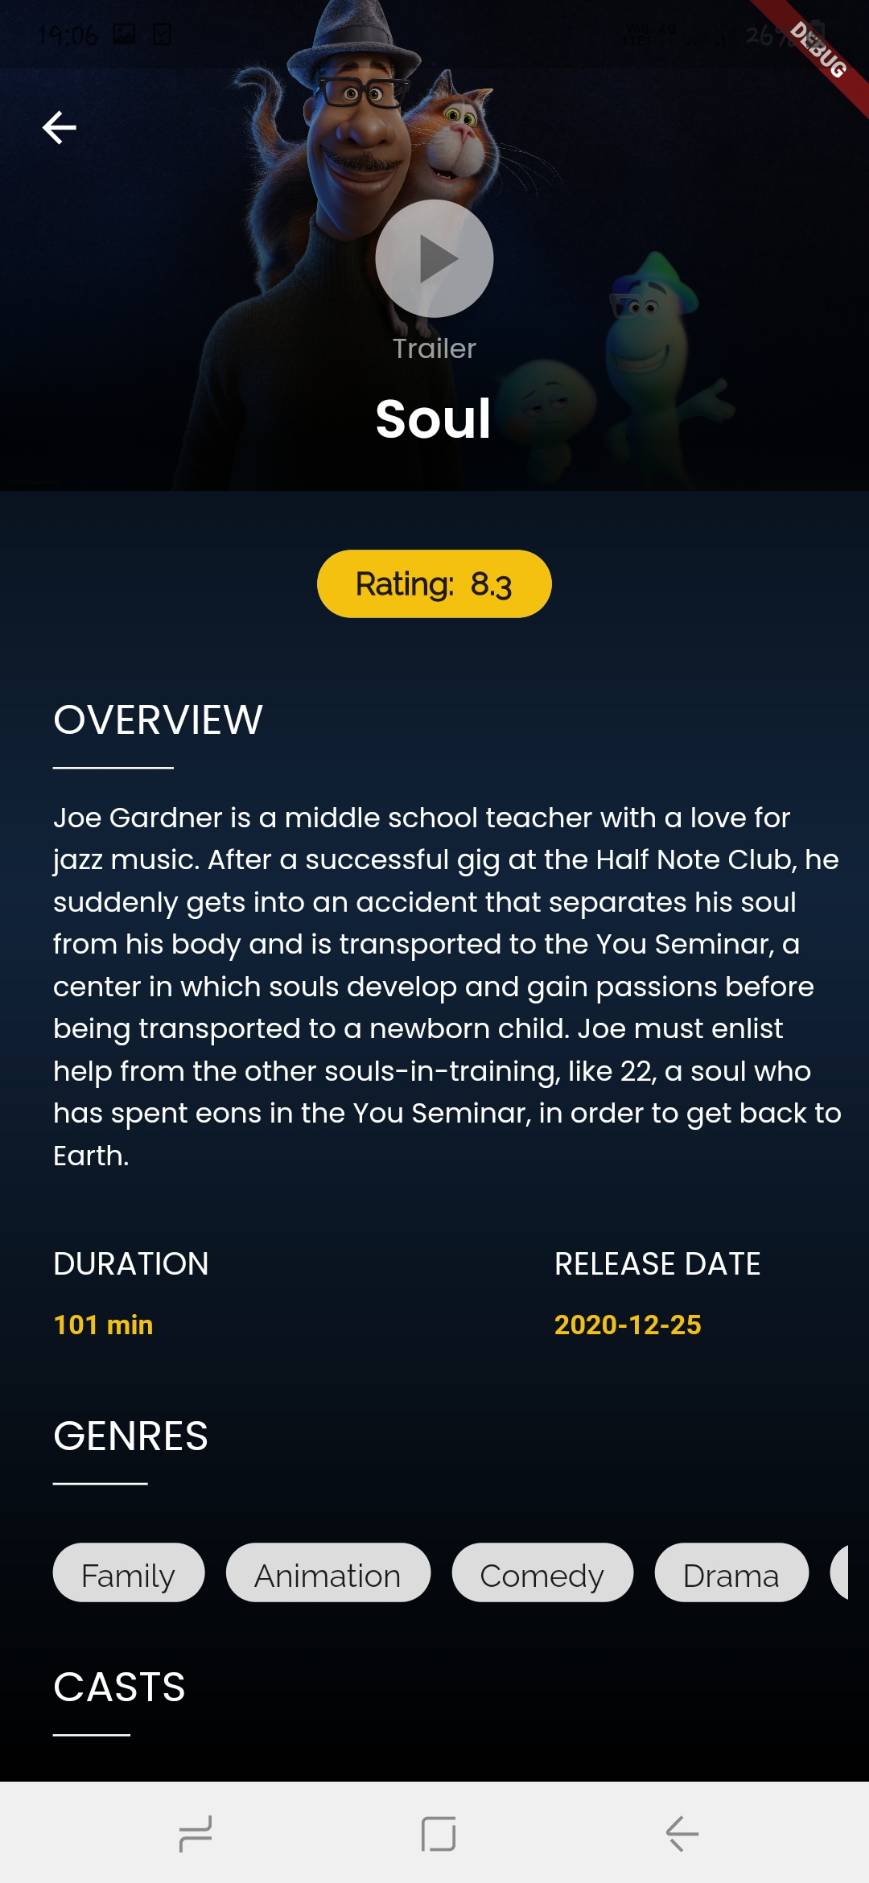 19:06
26%
DEBUG
Trailer
Soul
Rating: 8.3
OVERVIEW
Joe Gardner is a middle school teacher with a love for
jazz music. After a successful gig at the Half Note Club, he
suddenly gets into an accident that separates his soul
from his body and is transported to the You Seminar, a
center in which souls develop and gain passions before
being transported to a newborn child. Joe must enlist
help from the other souls-in-training, like 22, a soul who
has spent eons in the You Seminar, in order to get back to
Earth.
DURATION RELEASE DATE
101 min 2020-12-25
GENRES
Family Animation Comedy Drama
CASTS